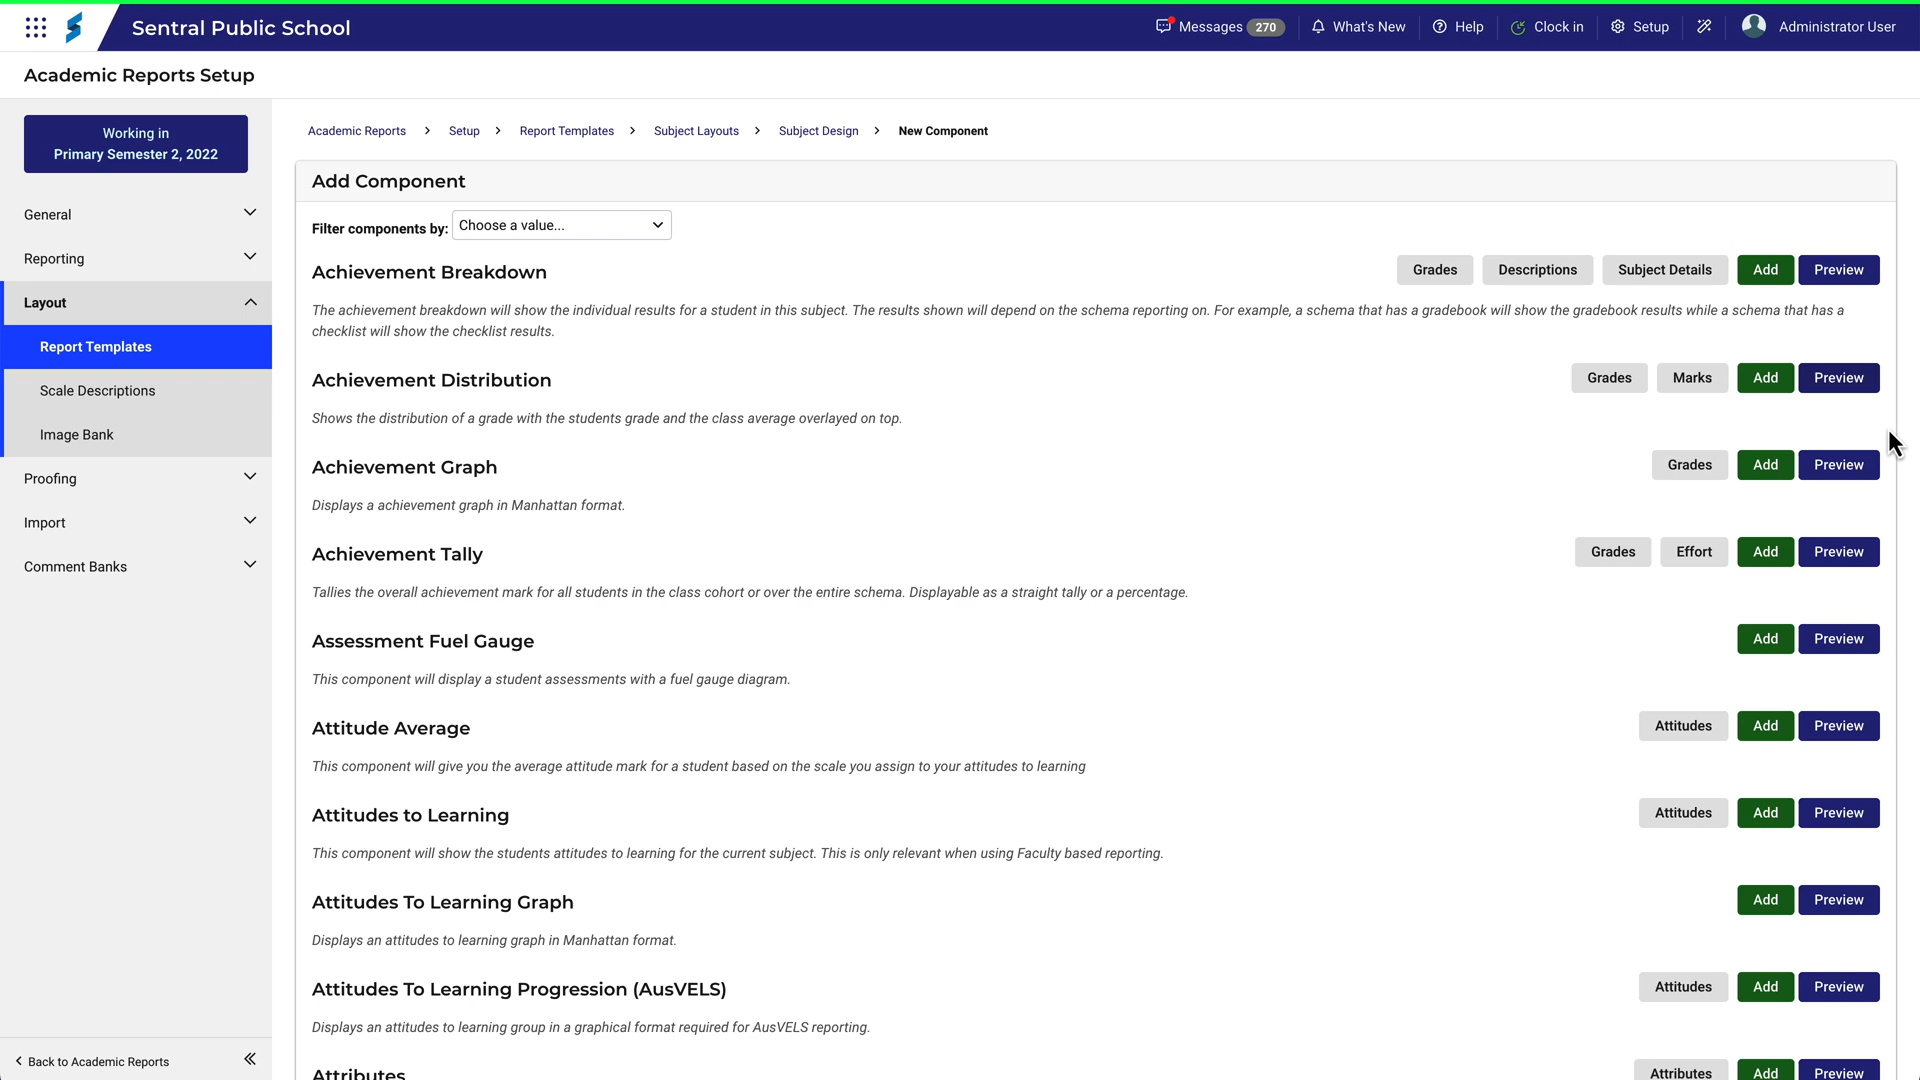 Sentral Public School
Messages 270
What's New
Help
Clock in
Setup
Administrator User
Academic Reports Setup
Working in
Primary Semester 2, 2022
General
Reporting
Layout
Report Templates
Scale Descriptions
Image Bank
Proofing
Import
Comment Banks
Back to Academic Reports
Academic Reports > Setup > Report Templates > Subject Layouts > Subject Design > New Component
Add Component
Filter components by: Choose a value...
Achievement Breakdown Grades Descriptions Subject Details Add Preview
The achievement breakdown will show the individual results for a student in this subject. The results shown will depend on the schema reporting on. For example, a schema that has a gradebook will show the gradebook results while a schema that has a
checklist will show the checklist results.
Achievement Distribution Grades Marks Add Preview
Shows the distribution of a grade with the students grade and the class average overlayed on top.
Achievement Graph Grades Add Preview
Displays a achievement graph in Manhattan format.
Achievement Tally Grades Effort Add Preview
Tallies the overall achievement mark for all students in the class cohort or over the entire schema. Displayable as a straight tally or a percentage.
Assessment Fuel Gauge Add Preview
This component will display a student assessments with a fuel gauge diagram.
Attitude Average Attitudes Add Preview
This component will give you the average attitude mark for a student based on the scale you assign to your attitudes to learning
Attitudes to Learning Attitudes Add Preview
This component will show the students attitudes to learning for the current subject. This is only relevant when using Faculty based reporting.
Attitudes To Learning Graph Add Preview
Displays an attitudes to learning graph in Manhattan format.
Attitudes To Learning Progression (AusVELS) Attitudes Add Preview
Displays an attitudes to learning group in a graphical format required for AusVELS reporting.
Attributes Attributes Add Preview